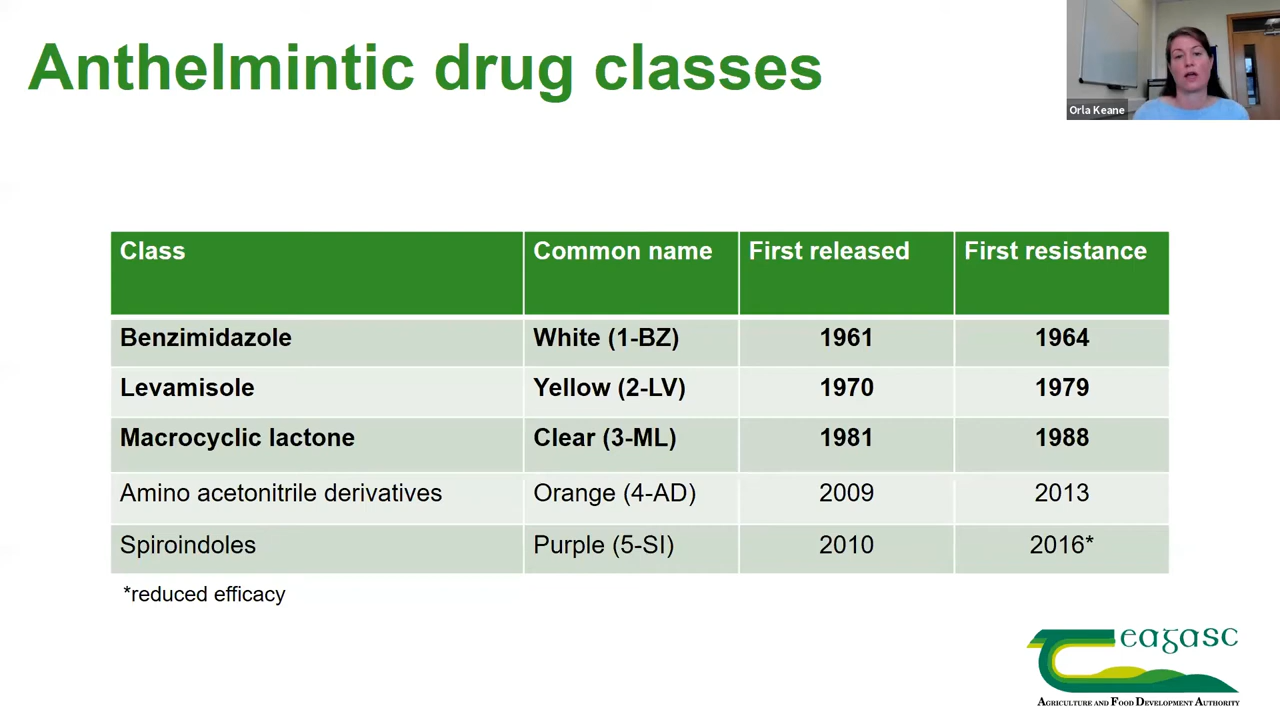 Anthelmintic drug classes
Orla Keane
Class Common name First released First resistance
Benzimidazole White (1-BZ) 1961 1964
Levamisole Yellow (2-LV) 1970 1979
Macrocyclic lactone Clear (3-ML) 1981 1988
Amino acetonitrile derivatives Orange (4-AD) 2009 2013
Spiroindoles Purple (5-SI) 2010 2016*
*reduced efficacy
Teagasc
AGRICULTURE AND FOOD DEVELOPMENT AUTHORITY